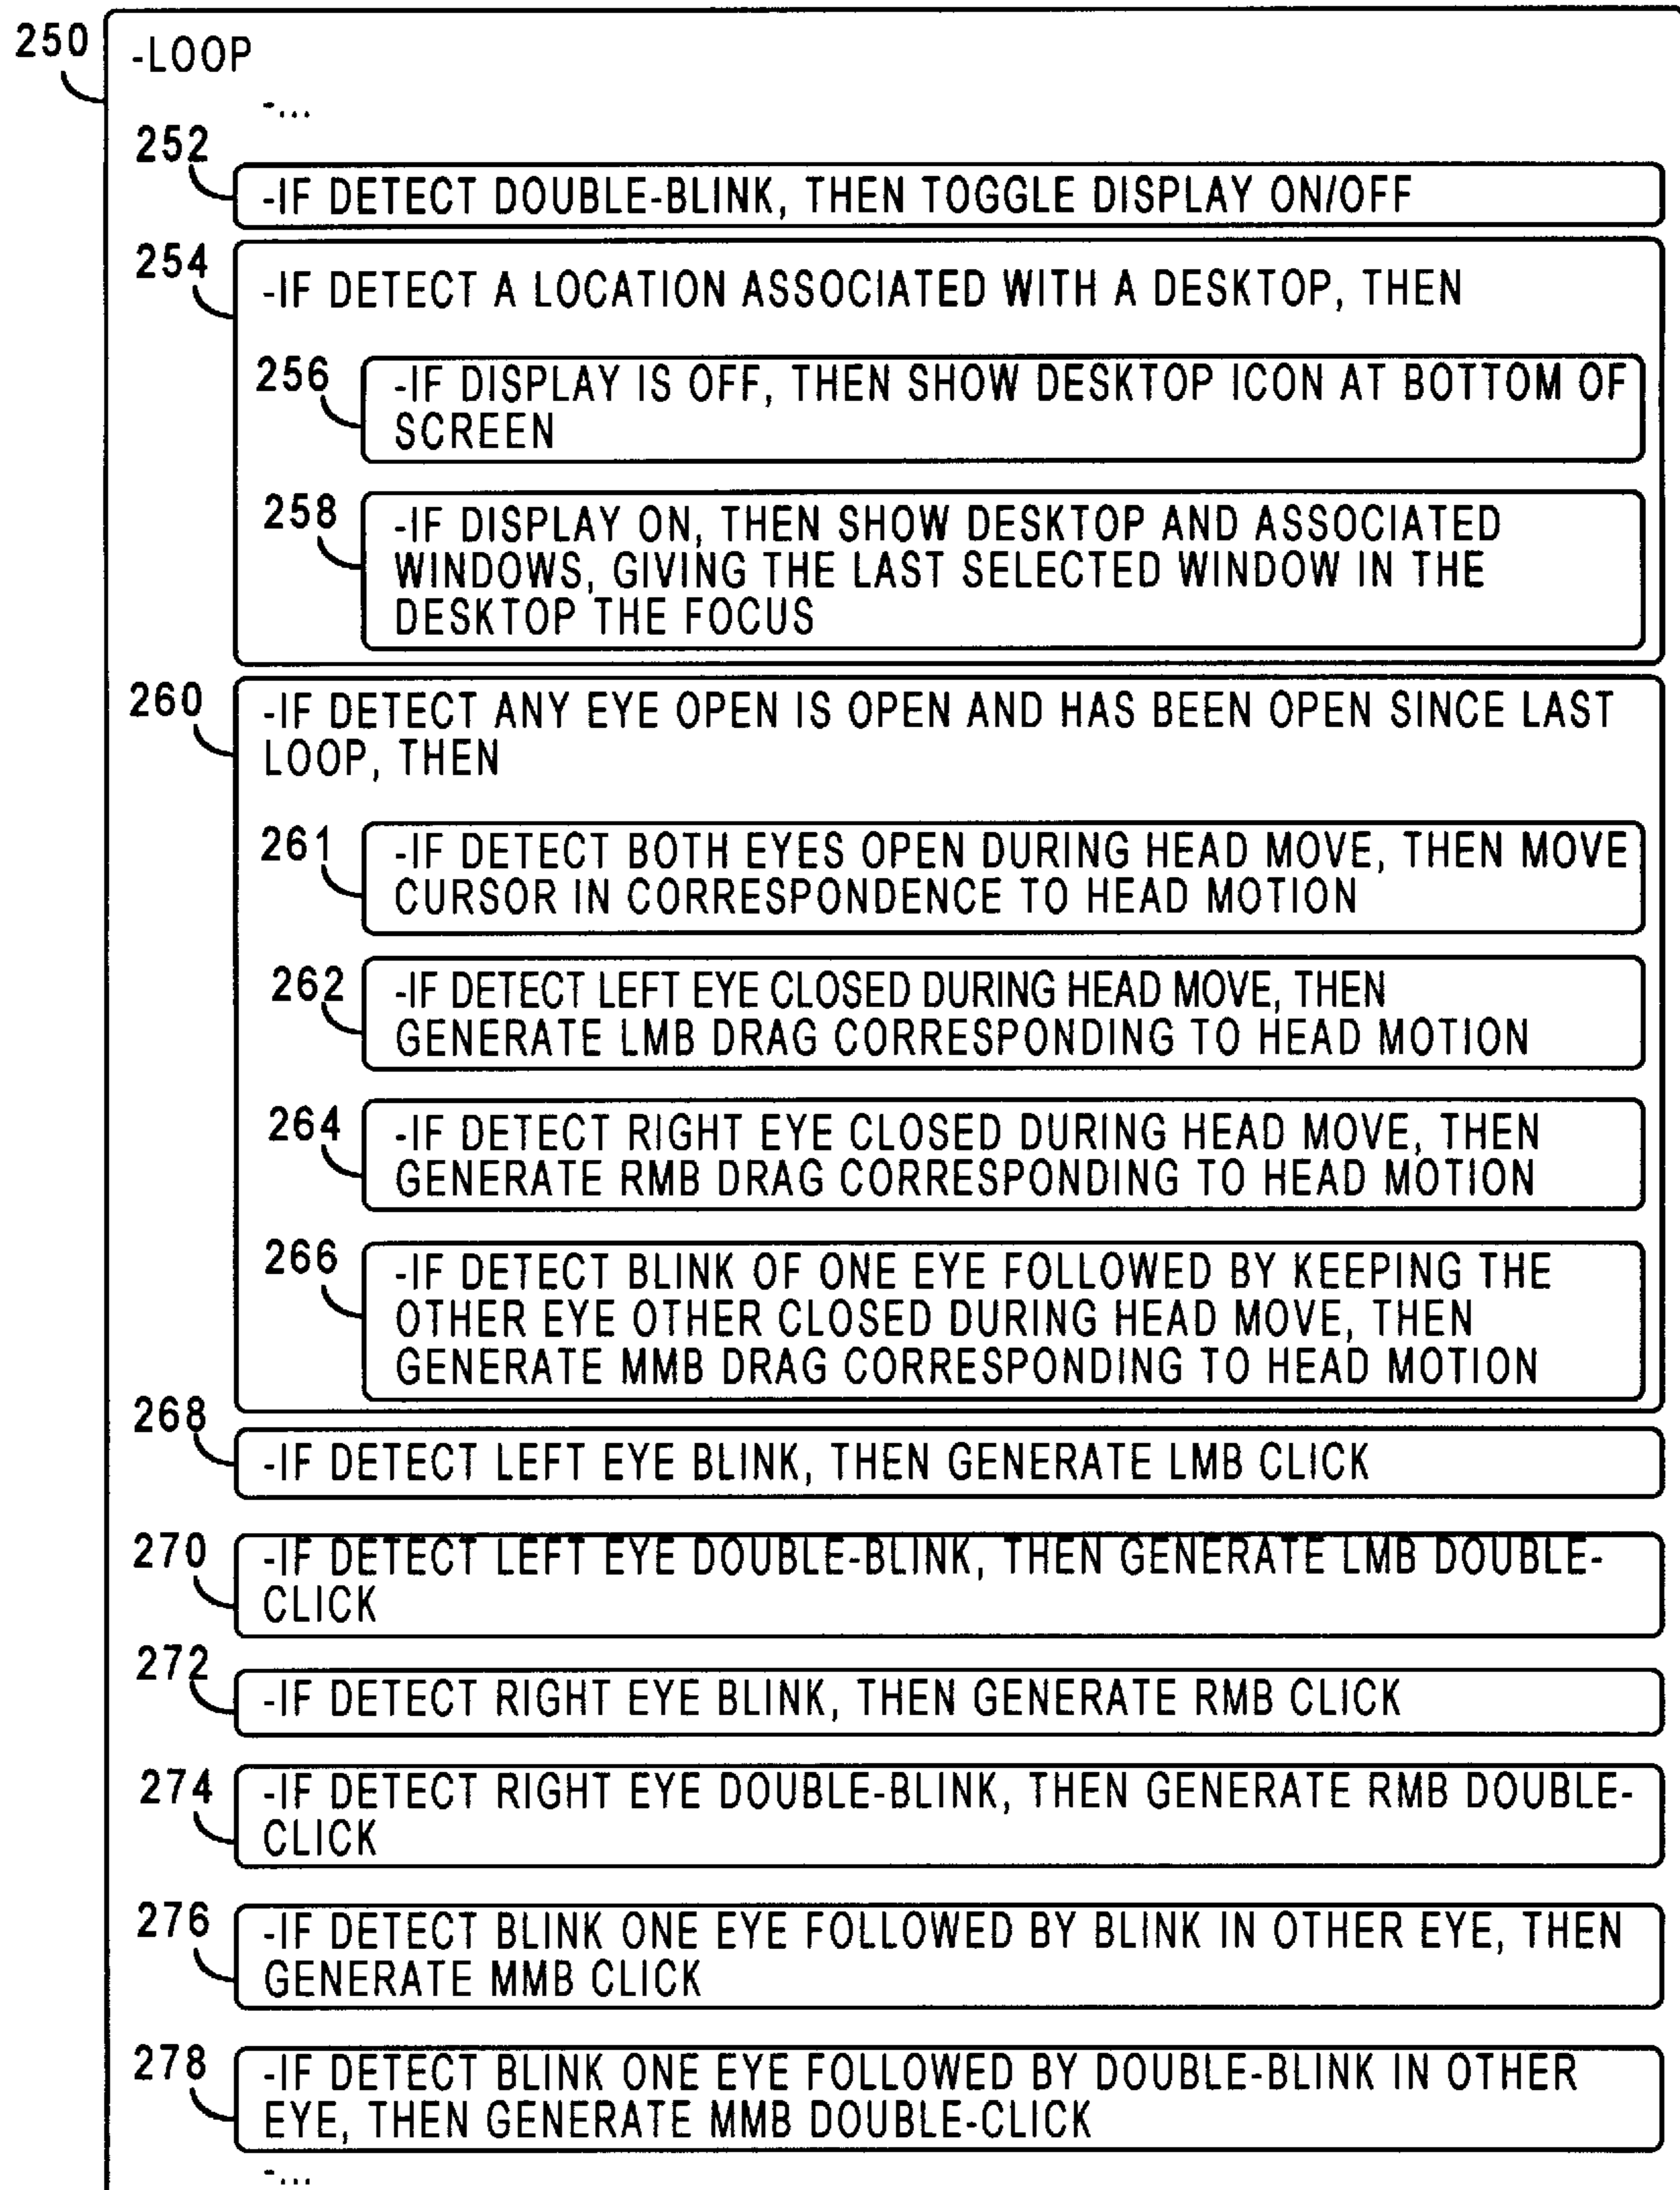 250
-LOOP
-...
252
-IF DETECT DOUBLE-BLINK, THEN TOGGLE DISPLAY ON/OFF
254
-IF DETECT A LOCATION ASSOCIATED WITH A DESKTOP, THEN
256
-IF DISPLAY IS OFF, THEN SHOW DESKTOP ICON AT BOTTOM OF
SCREEN
258
-IF DISPLAY ON, THEN SHOW DESKTOP AND ASSOCIATED
WINDOWS, GIVING THE LAST SELECTED WINDOW IN THE
DESKTOP THE FOCUS
260
-IF DETECT ANY EYE OPEN IS OPEN AND HAS BEEN OPEN SINCE LAST
LOOP, THEN
261
-IF DETECT BOTH EYES OPEN DURING HEAD MOVE, THEN MOVE
CURSOR IN CORRESPONDENCE TO HEAD MOTION
262
-IF DETECT LEFT EYE CLOSED DURING HEAD MOVE, THEN
GENERATE LMB DRAG CORRESPONDING TO HEAD MOTION
264
-IF DETECT RIGHT EYE CLOSED DURING HEAD MOVE, THEN
GENERATE RMB DRAG CORRESPONDING TO HEAD MOTION
266
-IF DETECT BLINK OF ONE EYE FOLLOWED BY KEEPING THE
OTHER EYE OTHER CLOSED DURING HEAD MOVE, THEN
GENERATE MMB DRAG CORRESPONDING TO HEAD MOTION
268
-IF DETECT LEFT EYE BLINK, THEN GENERATE LMB CLICK
270
-IF DETECT LEFT EYE DOUBLE-BLINK, THEN GENERATE LMB DOUBLE-
CLICK
272
-IF DETECT RIGHT EYE BLINK, THEN GENERATE RMB CLICK
274
-IF DETECT RIGHT EYE DOUBLE-BLINK, THEN GENERATE RMB DOUBLE-
CLICK
276
-IF DETECT BLINK ONE EYE FOLLOWED BY BLINK IN OTHER EYE, THEN
GENERATE MMB CLICK
278
-IF DETECT BLINK ONE EYE FOLLOWED BY DOUBLE-BLINK IN OTHER
EYE, THEN GENERATE MMB DOUBLE-CLICK
-...